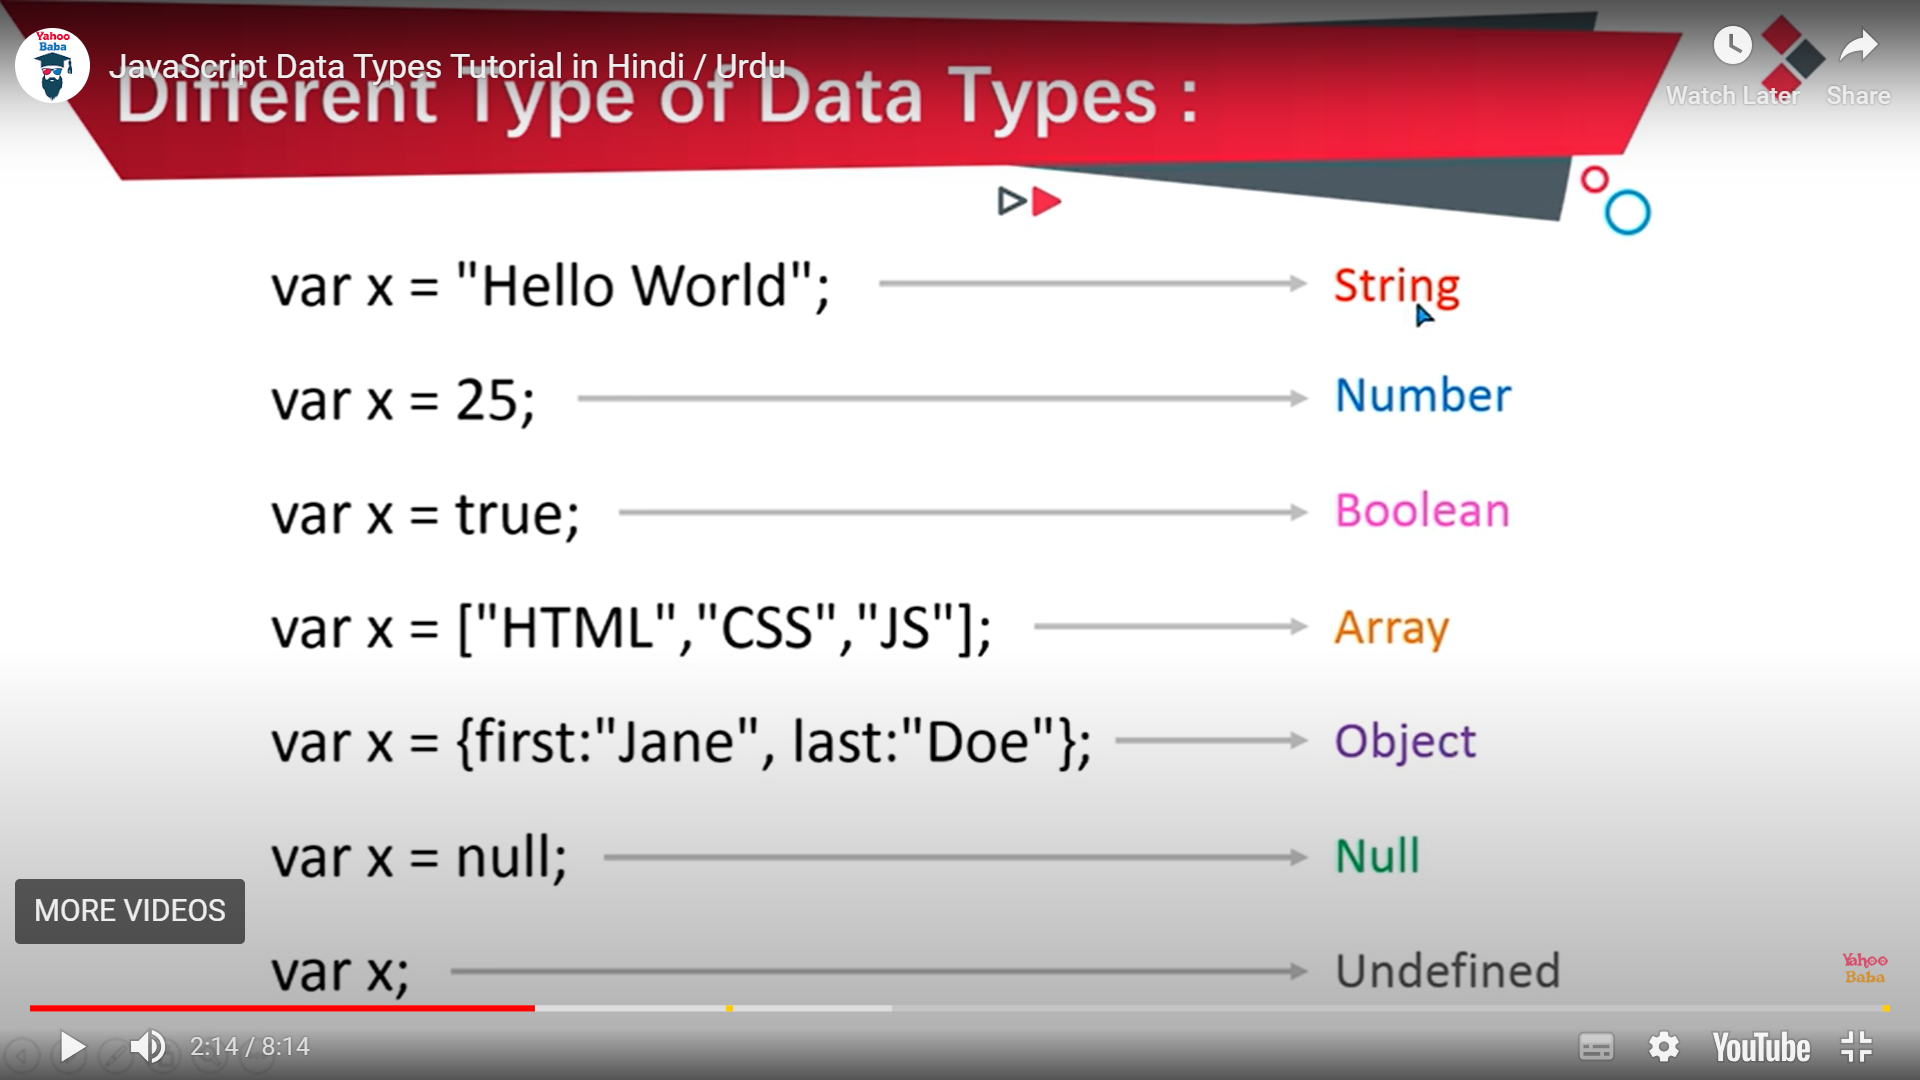 Yahoo
Baba
JavaScript Data Types Tutorial in Hindi / Urdu
Watch Later
Share
Different Type of Data Types :
var x = "Hello World";
String
var x = 25;
Number
var x = true;
Boolean
var x = ["HTML","CSS","JS"];
Array
var x = {first:"Jane", last:"Doe"};
Object
var x = null;
Null
MORE VIDEOS
var x;
Undefined
Yahoo
Baba
2:14 / 8:14
YouTube